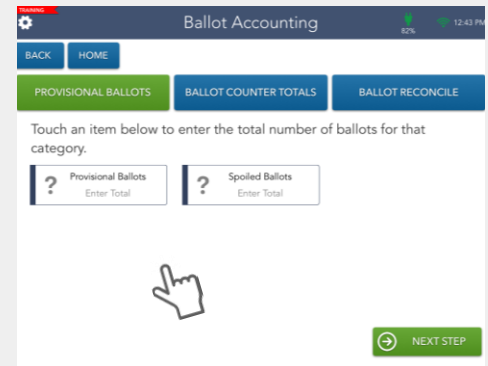 TRAINING
Ballot Accounting
82%
12:43 PM
BACK
HOME
PROVISIONAL BALLOTS
BALLOT COUNTER TOTALS
BALLOT RECONCILE
Touch an item below to enter the total number of ballots for that
category.
? Provisional Ballots
Enter Total
? Spoiled Ballots
Enter Total
NEXT STEP